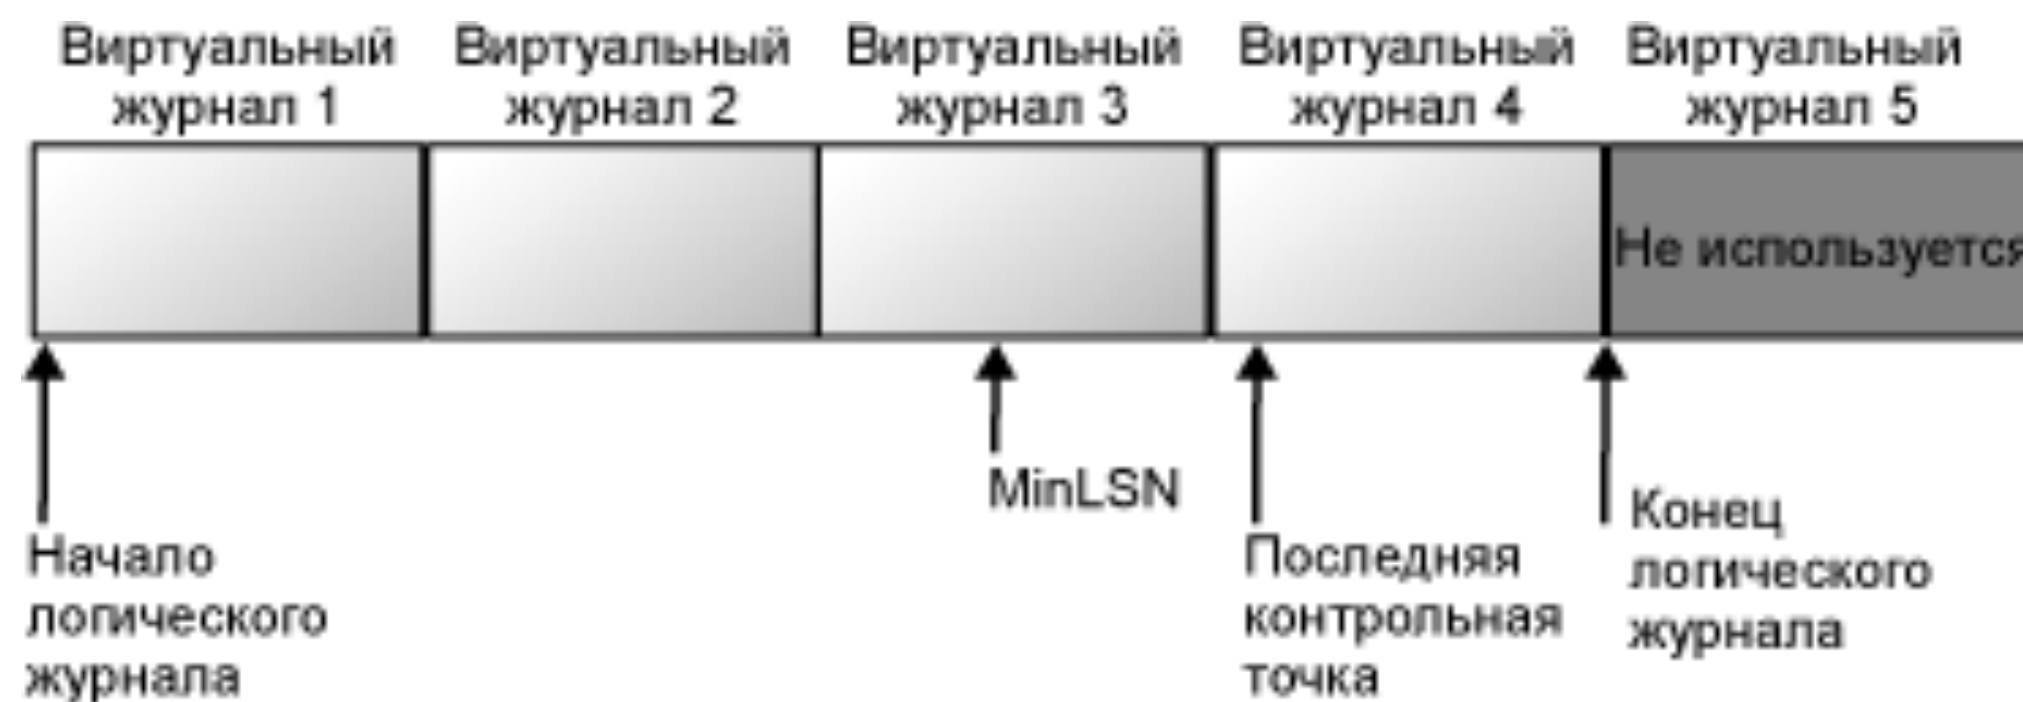 Виртуальный
журнал 1
Виртуальный
журнал 2
Виртуальный
журнал 3
Виртуальный
журнал 4
Виртуальный
журнал 5
Не используется
MinLSN
Начало
логического
журнала
Последняя
контрольная
точка
Конец
логического
журнала